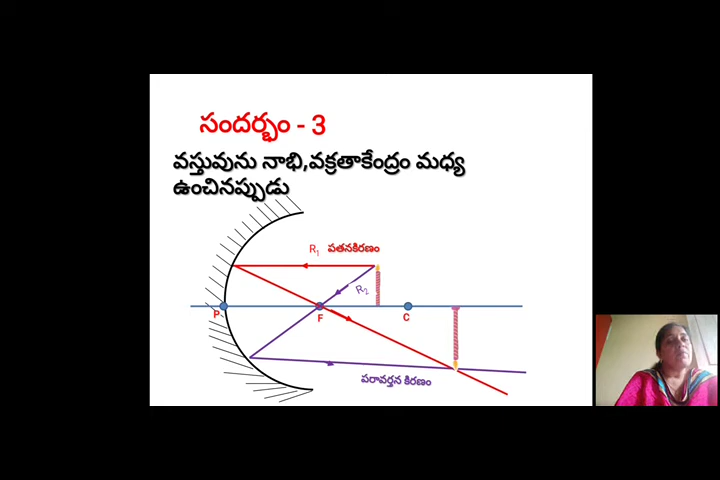 సందర్భం - 3
వస్తువును నాభి,వక్రతాకేంద్రం మధ్య
ఉంచినప్పుడు
R1 పతనకిరణం
R2
P
F
C
పరావర్తన కిరణం